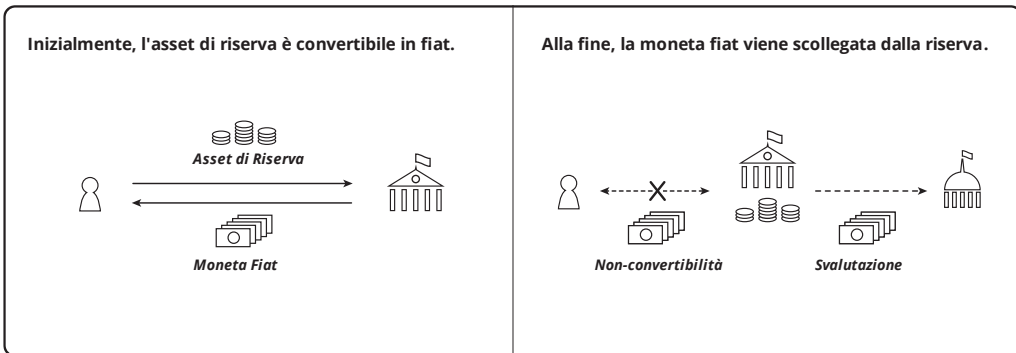 Inizialmente, l'asset di riserva è convertibile in fiat.
Asset di Riserva
Moneta Fiat
Alla fine, la moneta fiat viene scollegata dalla riserva.
Non-convertibilità
Svalutazione